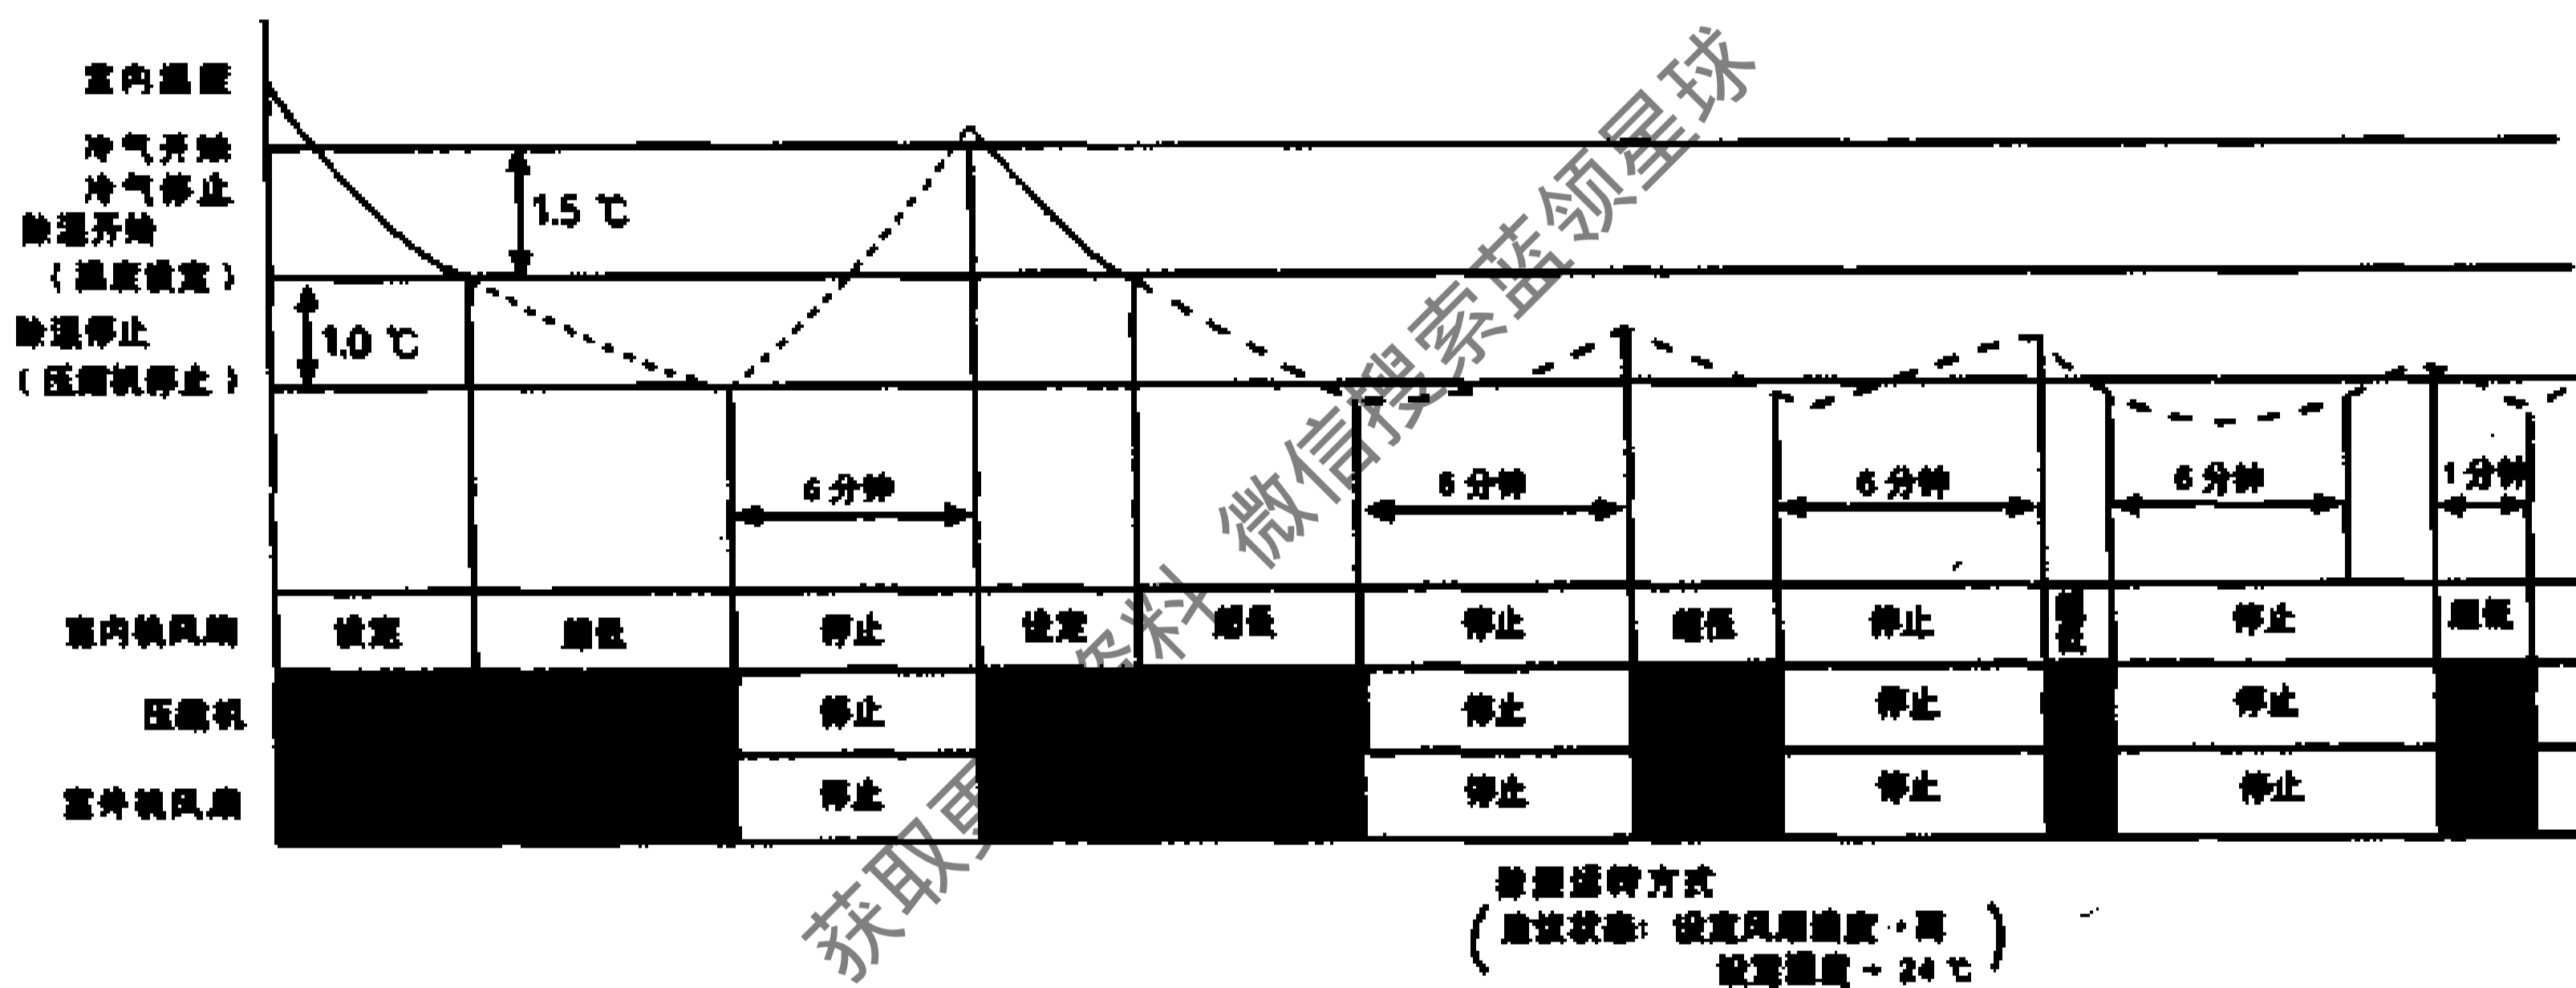 室内温度
冷气开始
冷气停止
除湿开始
(温度设定)
除湿停止
(压缩机停止)
1.5 ℃
1.0 ℃
6分钟 6分钟 6分钟 6分钟 1分钟
室内机风扇 设定 超低 停止 设定 超低 停止 超低 停止 超低 停止 超低
压缩机 停止 停止 停止 停止
室外机风扇 停止 停止 停止 停止
除湿运转方式
设定风扇速度·高
设定温度 - 24 ℃
资料 微信搜索蓝领星球
获取更